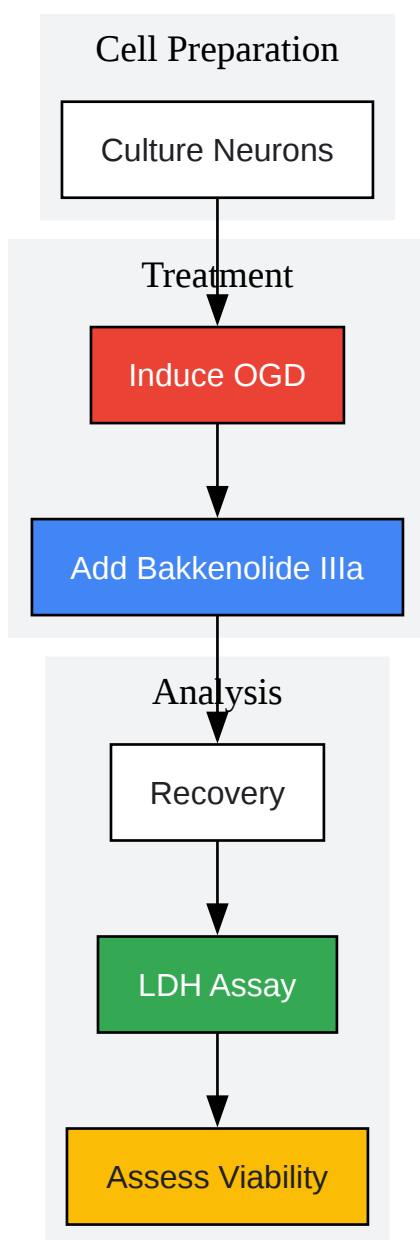 Cell Preparation
Culture Neurons
Treatment
Induce OGD
Add Bakkenolide IIIa
Analysis
Recovery
LDH Assay
Assess Viability